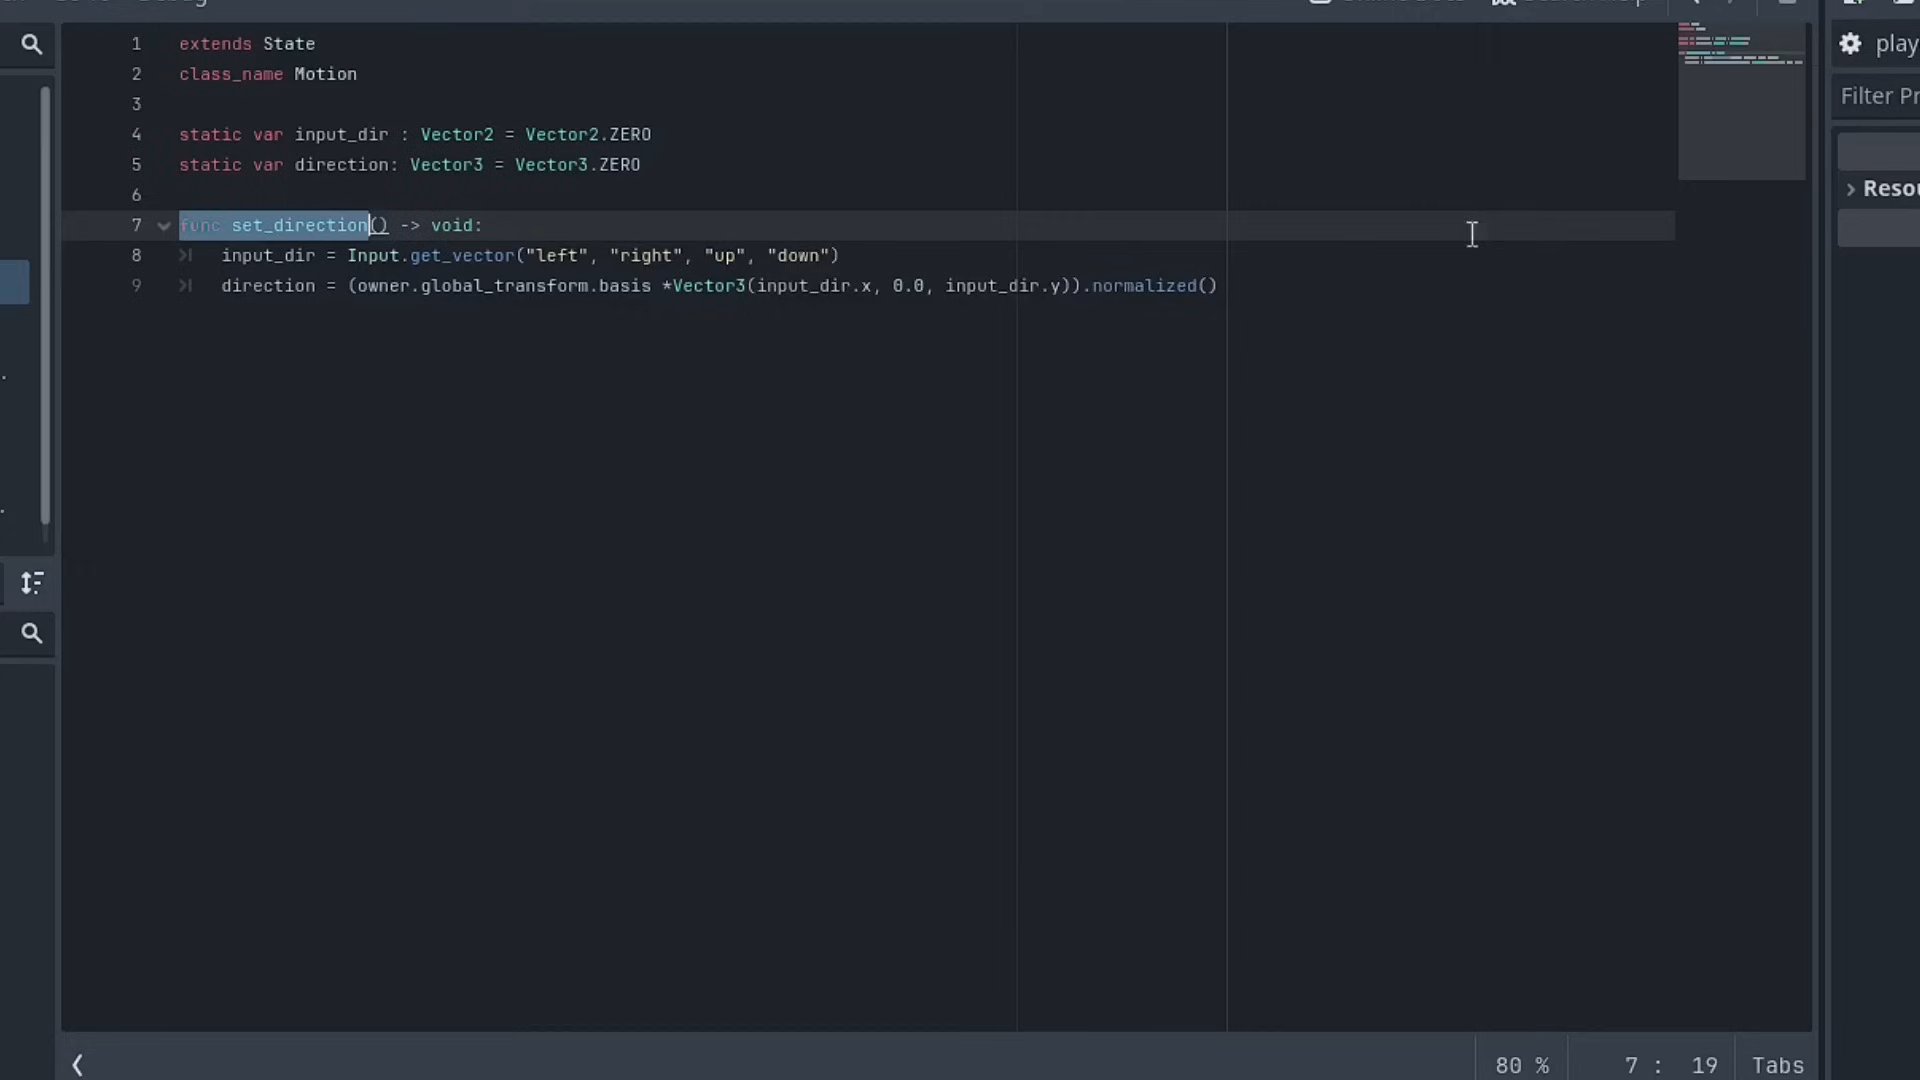 1 extends State
2 class_name Motion
3
4 static var input_dir : Vector2 = Vector2.ZERO
5 static var direction: Vector3 = Vector3.ZERO
6
7 func set_direction() -> void:
8 input_dir = Input.get_vector("left", "right", "up", "down")
9 direction = (owner.global_transform.basis *Vector3(input_dir.x, 0.0, input_dir.y)).normalized()
play
Filter Pr
Resou
80 % 7 : 19 Tabs